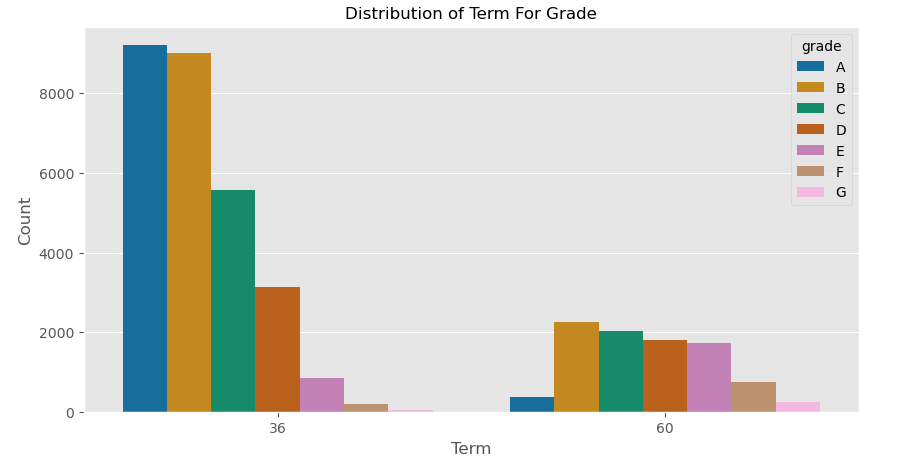 Distribution of Term For Grade
grade
A
B
C
D
E
F
G
8000
6000
4000
2000
0
Count
36
60
Term